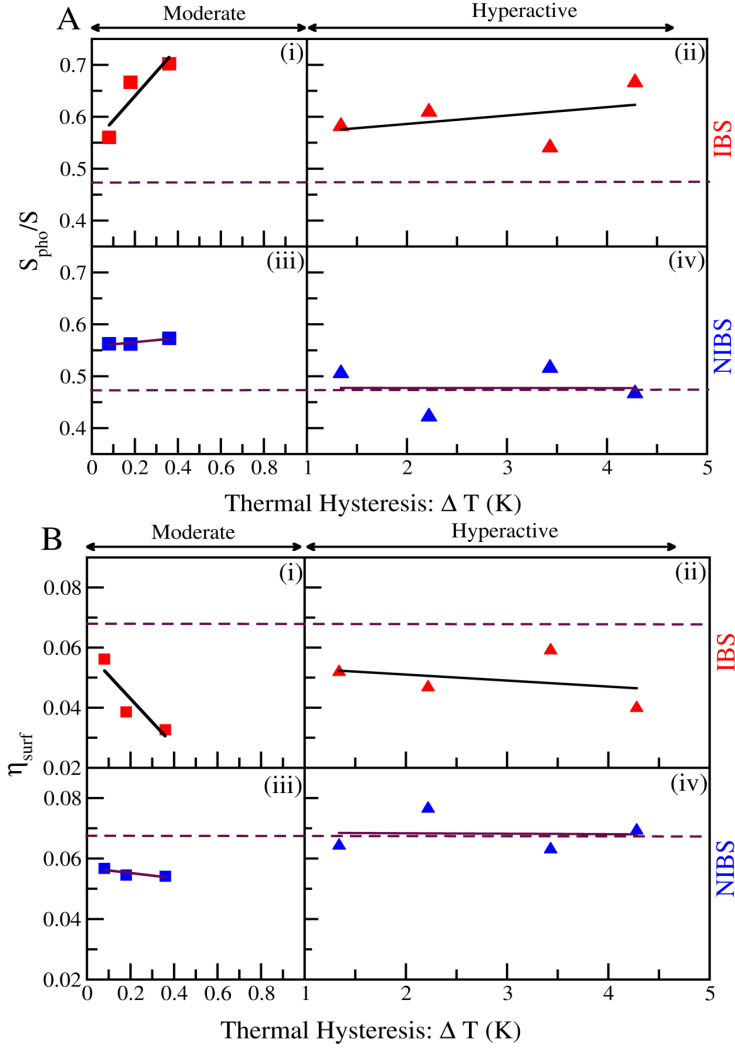 A
Moderate
Hyperactive
(i)
(ii)
0.7
0.6
0.5
0.4
IBS
S_pho/S
(iii)
(iv)
0.7
0.6
0.5
0.4
NIBS
0 0.2 0.4 0.6 0.8 1 2 3 4 5
Thermal Hysteresis: Δ T (K)
B
Moderate
Hyperactive
(i)
(ii)
0.08
0.06
0.04
0.02
IBS
η_surf
(iii)
(iv)
0.08
0.06
0.04
0.02
NIBS
0 0.2 0.4 0.6 0.8 1 2 3 4 5
Thermal Hysteresis: Δ T (K)